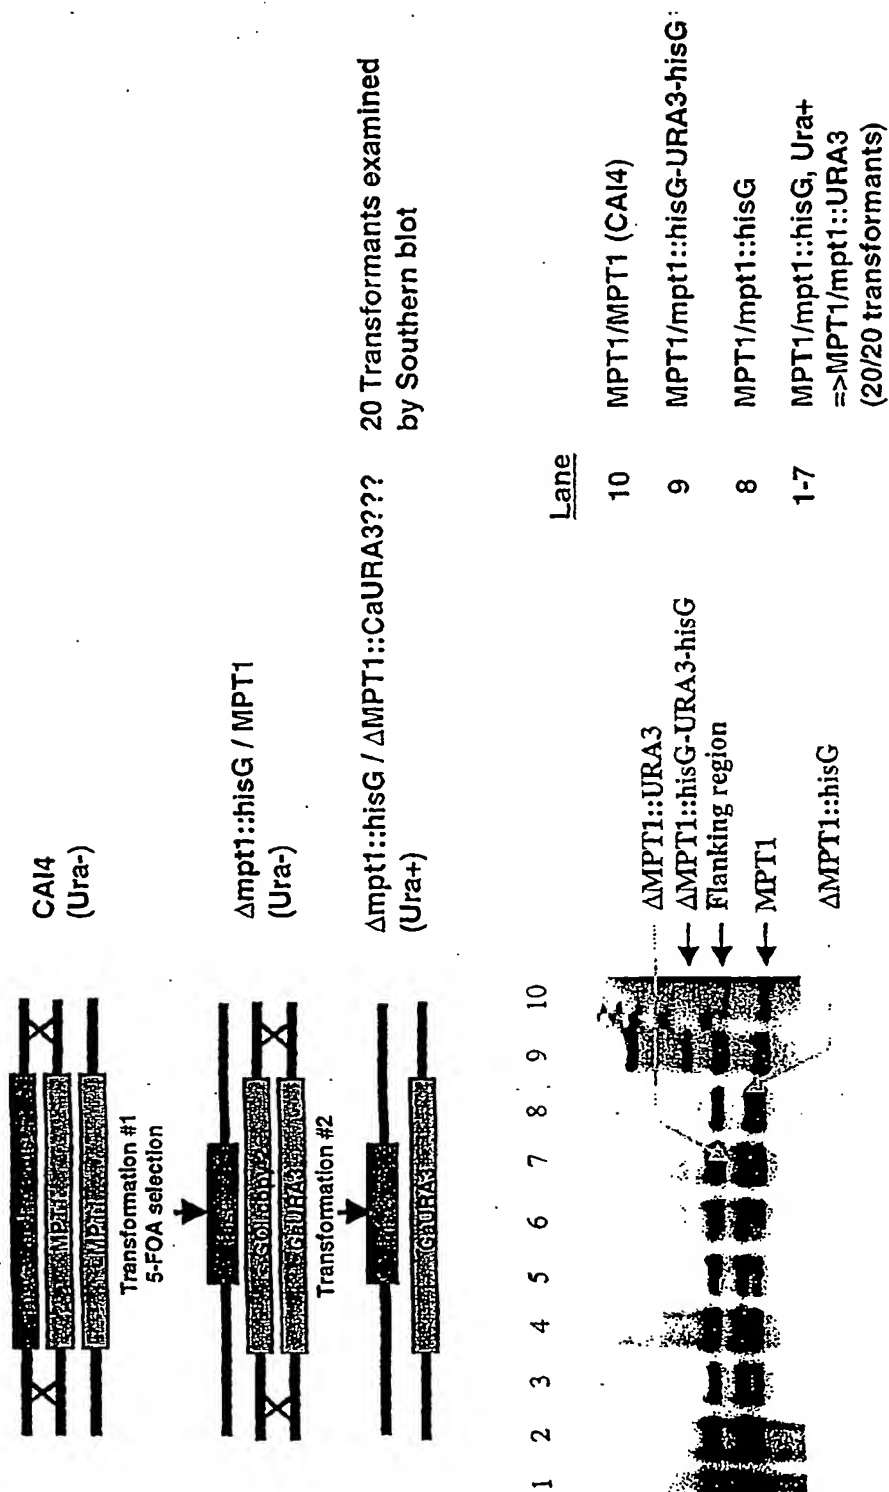 CAI4
(Ura-)
Transformation #1
5-FOA selection
Δmpt1::hisG / MPT1
(Ura-)
CaURA3
Transformation #2
Δmpt1::hisG / ΔMPT1::CaURA3???
(Ura+)
20 Transformants examined
by Southern blot
CaURA3
1 2 3 4 5 6 7 8 9 10
ΔMPT1::URA3
ΔMPT1::hisG-URA3-hisG
Flanking region
MPT1
ΔMPT1::hisG
Lane
10 MPT1/MPT1 (CAI4)
9 MPT1/mpt1::hisG-URA3-hisG
8 MPT1/mpt1::hisG
1-7 MPT1/mpt1::hisG, Ura+
=>MPT1/mpt1::URA3
(20/20 transformants)